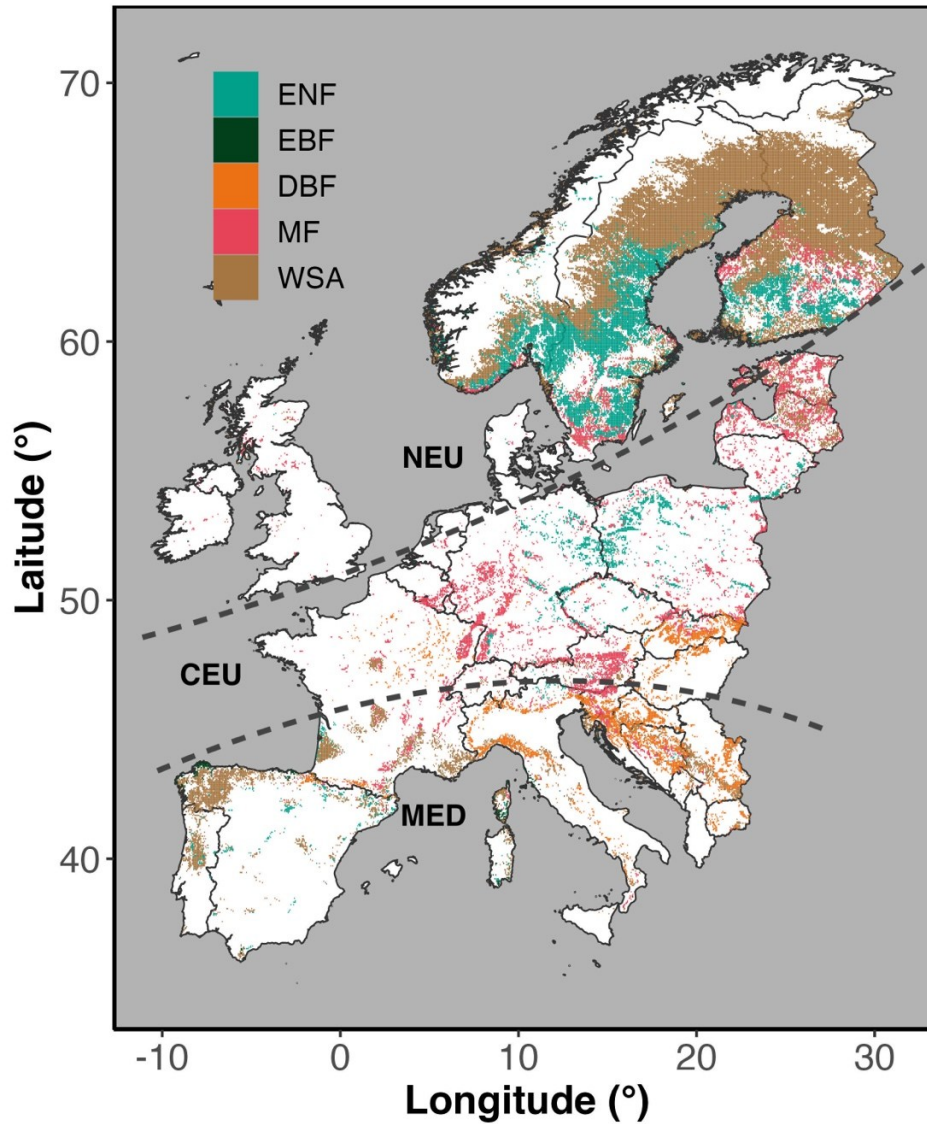 ENF
EBF
DBF
MF
WSA
NEU
CEU
MED
70
60
50
40
-10
0
10
20
30
Laitude (°)
Longitude (°)